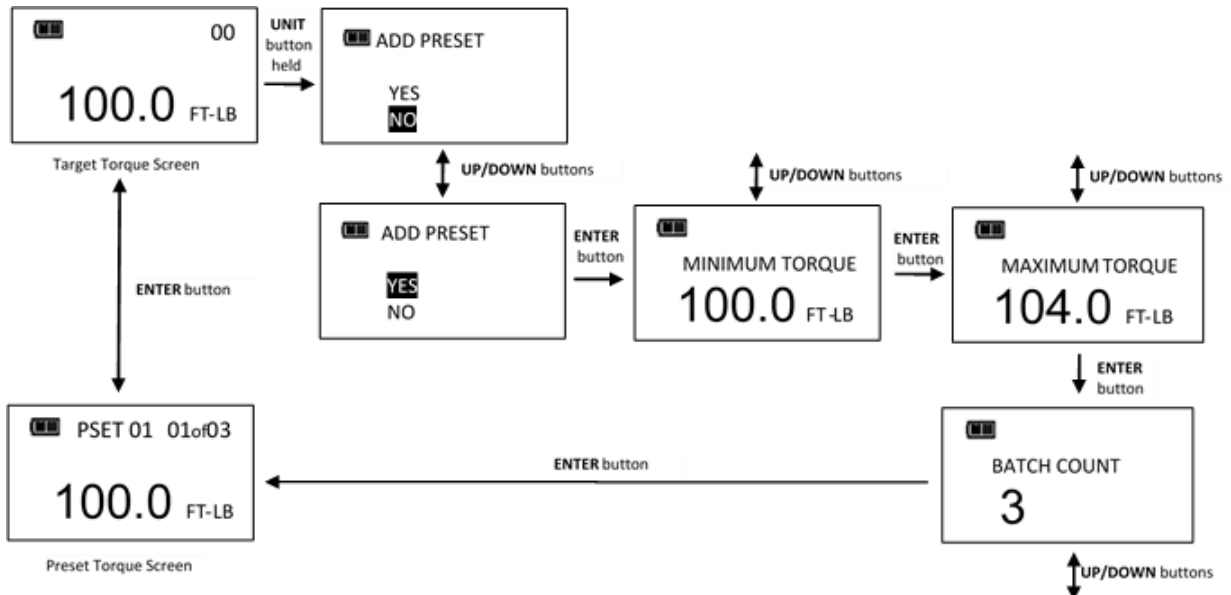 00
100.0 FT-LB
Target Torque Screen
UNIT
button
held
ADD PRESET
YES
NO
UP/DOWN buttons
ADD PRESET
YES
NO
ENTER
button
UP/DOWN buttons
MINIMUM TORQUE
100.0 FT-LB
ENTER
button
UP/DOWN buttons
MAXIMUM TORQUE
104.0 FT-LB
ENTER
button
BATCH COUNT
3
UP/DOWN buttons
ENTER button
ENTER button
PSET 01 01of03
100.0 FT-LB
Preset Torque Screen